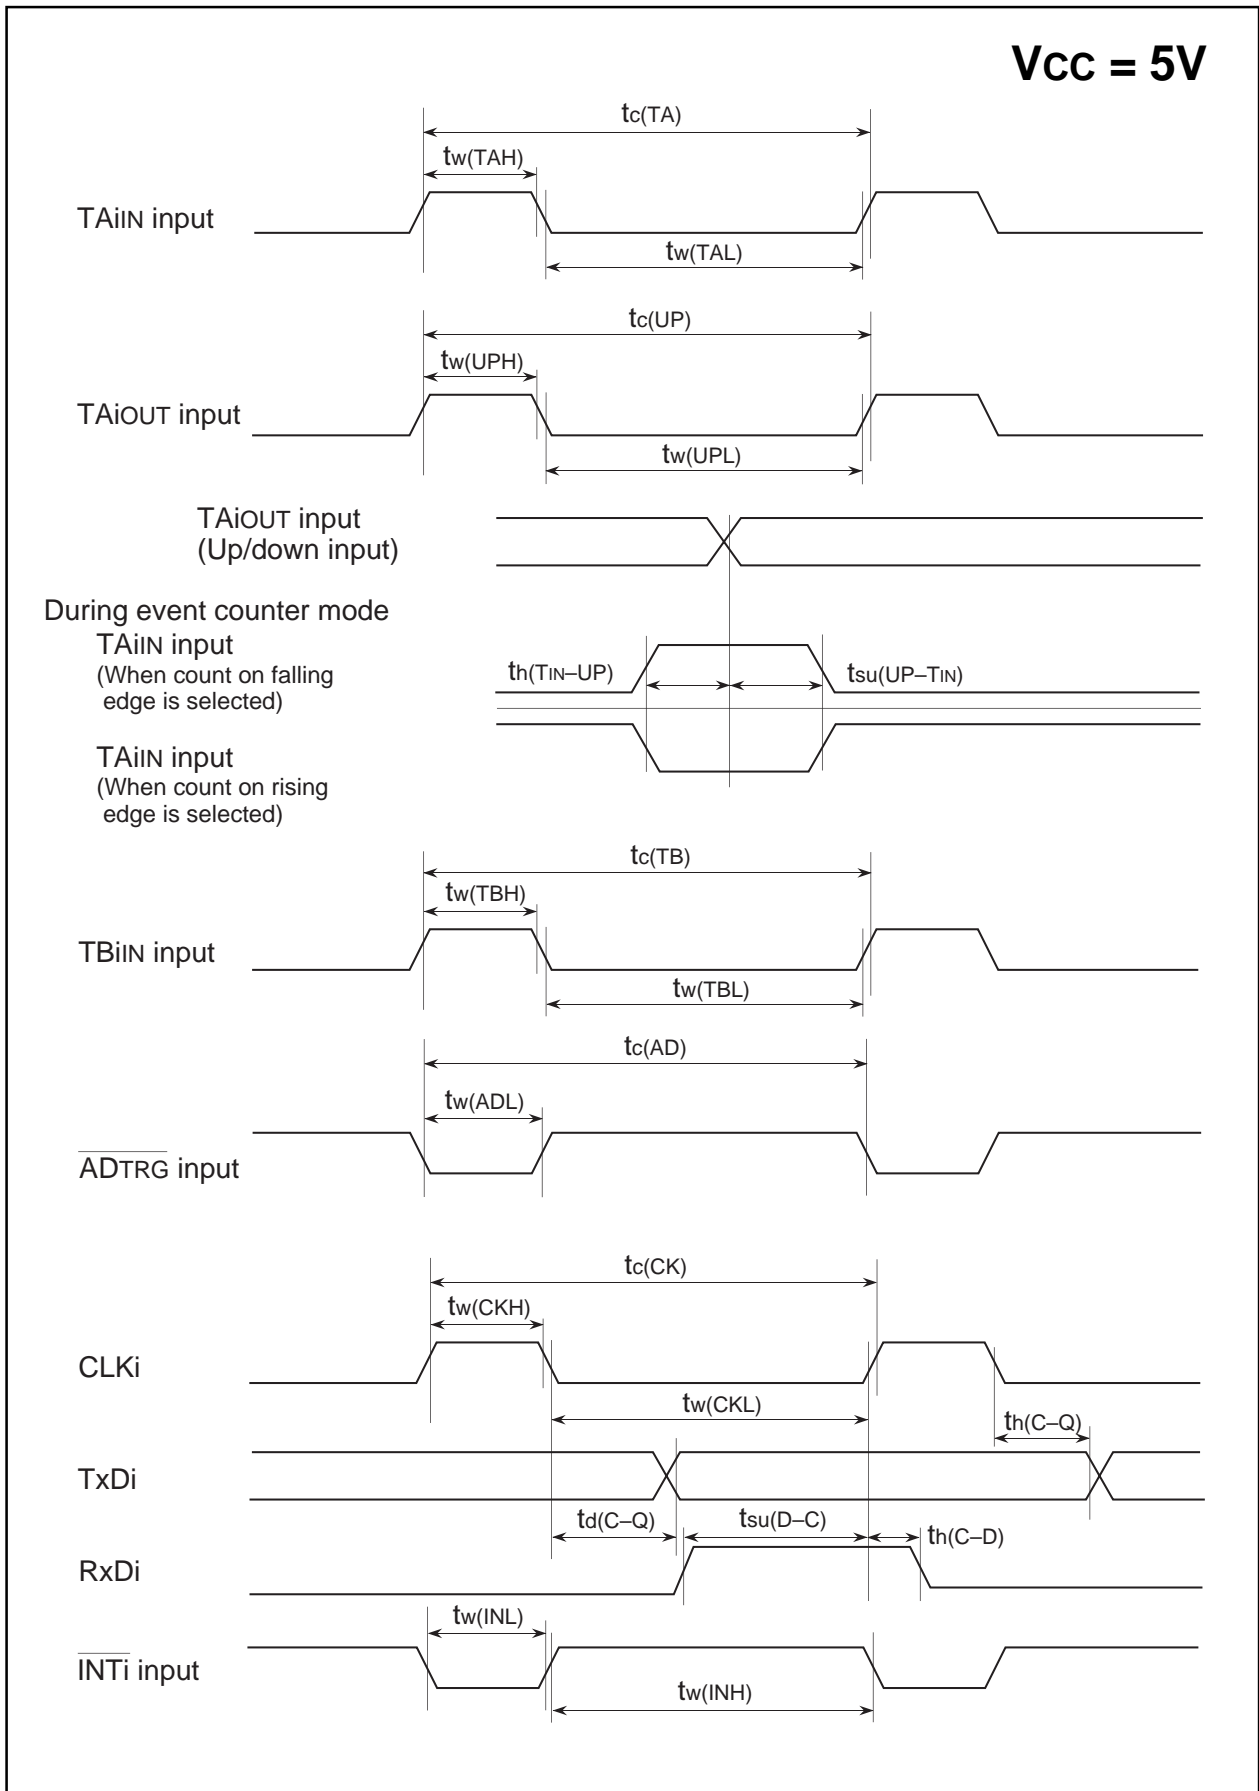 VCC = 5V
tc(TA)
tw(TAH)
TAiIN input
tw(TAL)
tc(UP)
tw(UPH)
TAiOUT input
tw(UPL)
TAiOUT input
(Up/down input)
During event counter mode
TAiIN input
(When count on falling
edge is selected)
th(TIN–UP)
tsu(UP–TIN)
TAiIN input
(When count on rising
edge is selected)
tc(TB)
tw(TBH)
TBiIN input
tw(TBL)
tc(AD)
tw(ADL)
ADTRG input
tc(CK)
tw(CKH)
CLKi
tw(CKL)
th(C–Q)
TxDi
td(C–Q)
tsu(D–C)
th(C–D)
RxDi
tw(INL)
INTi input
tw(INH)